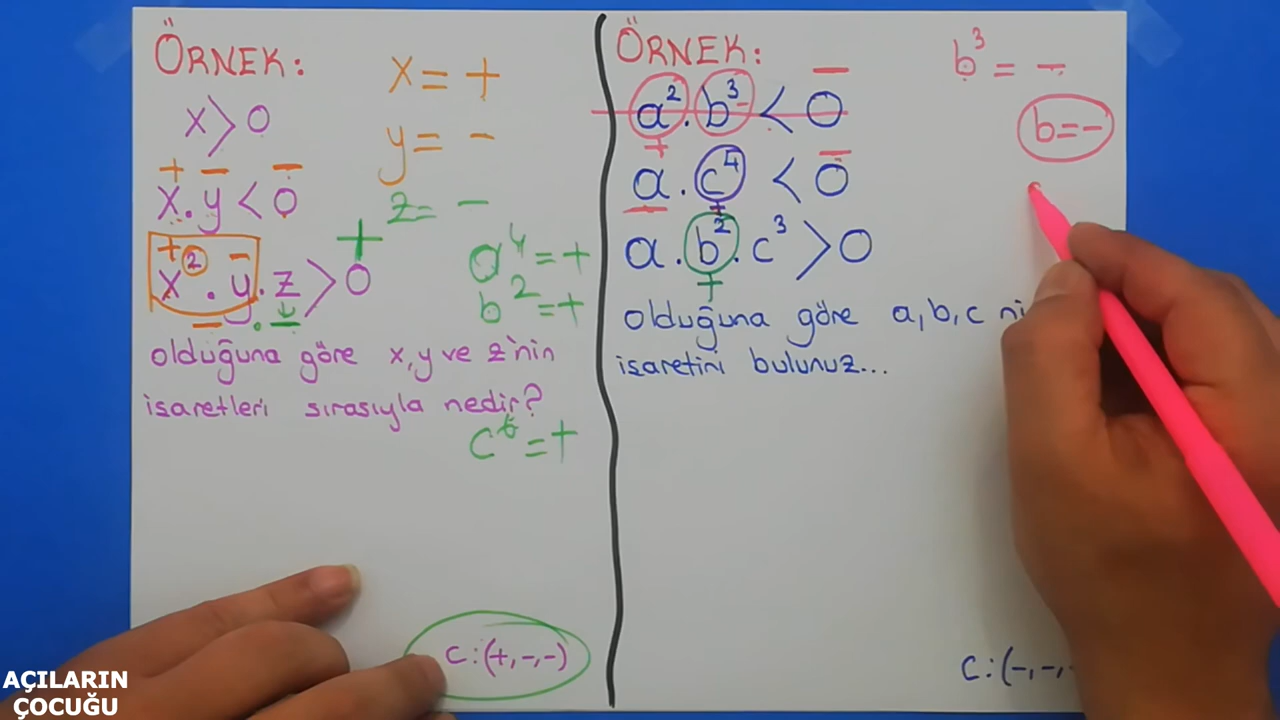 ÖRNEK:
x>0
+ - -
x.y<0
+ - +
x². y. z>0
- . -
olduğuna göre x,y ve z'nin
işaretleri sırasıyla nedir?
x= +
y= -
z= -
a⁴=+
b²=+
c⁶=+
c:(+,-,-)
ÖRNEK:
-
a². b³- < 0
+
-
a. c⁴ < 0
- +
a. b². c³ >0
+
olduğuna göre a,b,c ni
işaretini bulunuz...
b³= -
b=-
c:(-,-,
AÇILARIN
ÇOCUĞU